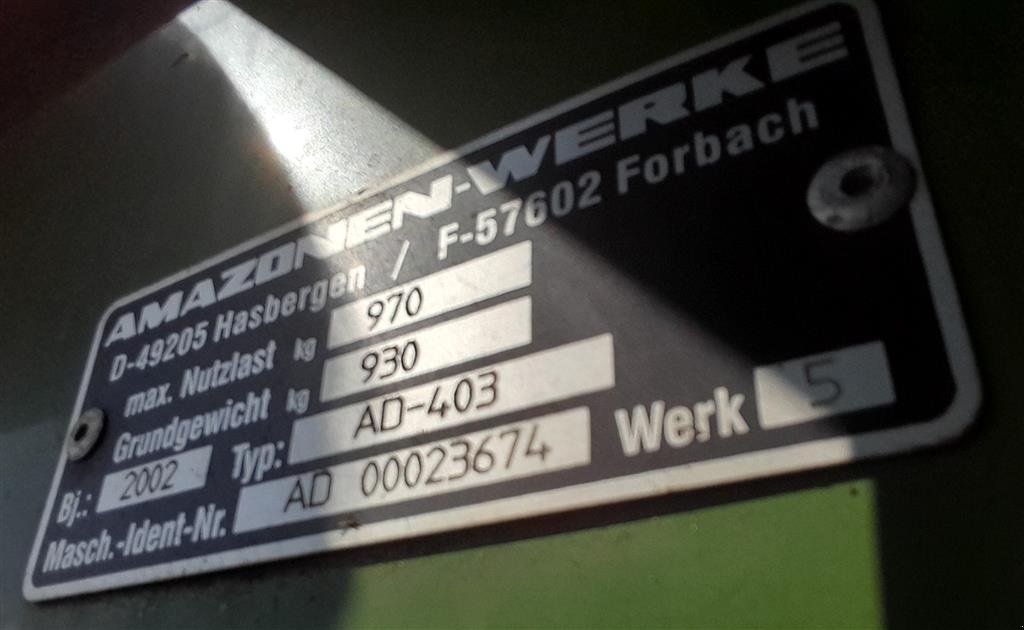 AMAZONEN-WERKE
D-49205 Hasbergen / F-57602 Forbach
max. Nutzlast kg 970
Grundgewicht kg 930
Bj.: 2002 Typ: AD-403
Masch.-Ident-Nr. AD 00023674 Werk 5